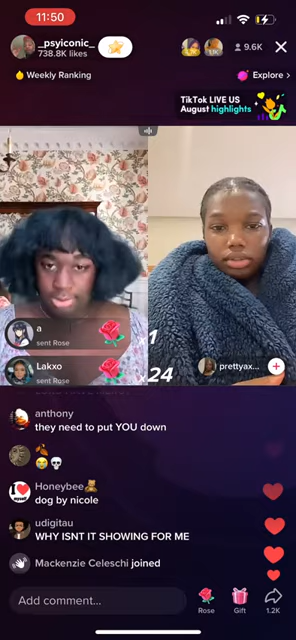 11:50
_psyiconic_
738.8K likes
9.6K
Weekly Ranking
Explore >
TikTok LIVE US
August highlights
a
sent Rose
1
Lakxo
sent Rose
x24
prettyax...
anthony
they need to put YOU down
😭💀
Honeybee🧸
dog by nicole
udigitau
WHY ISNT IT SHOWING FOR ME
Mackenzie Celeschi joined
Add comment...
Rose
Gift
1.2K